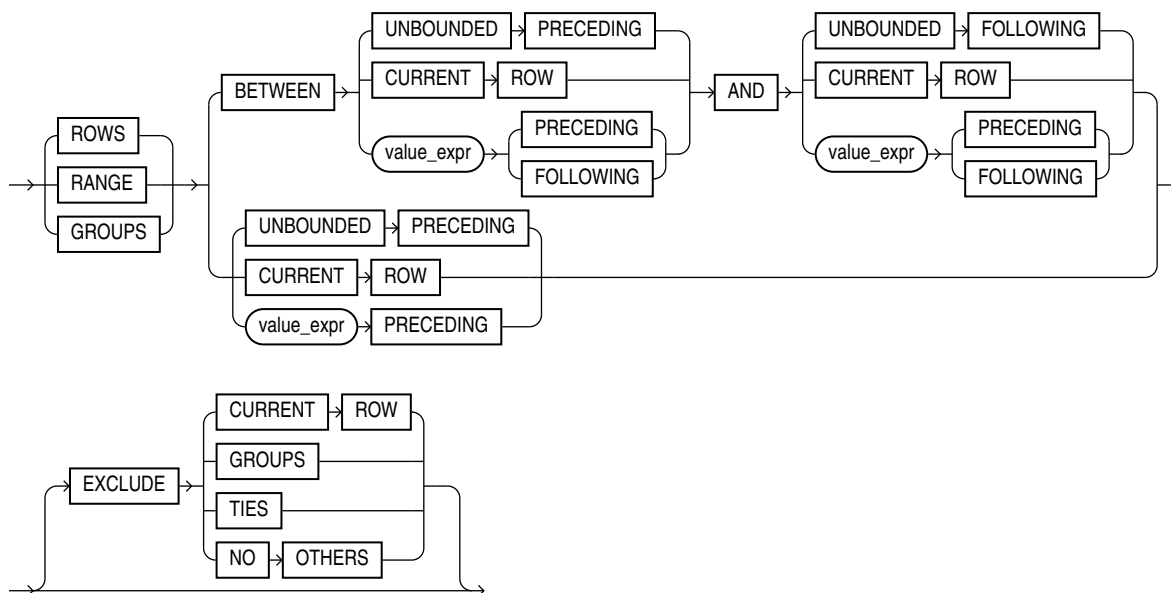 UNBOUNDED PRECEDING UNBOUNDED FOLLOWING
CURRENT ROW CURRENT ROW
BETWEEN AND
value_expr PRECEDING value_expr PRECEDING
FOLLOWING FOLLOWING
ROWS
RANGE
GROUPS
UNBOUNDED PRECEDING
CURRENT ROW
value_expr PRECEDING
CURRENT ROW
GROUPS
EXCLUDE
TIES
NO OTHERS